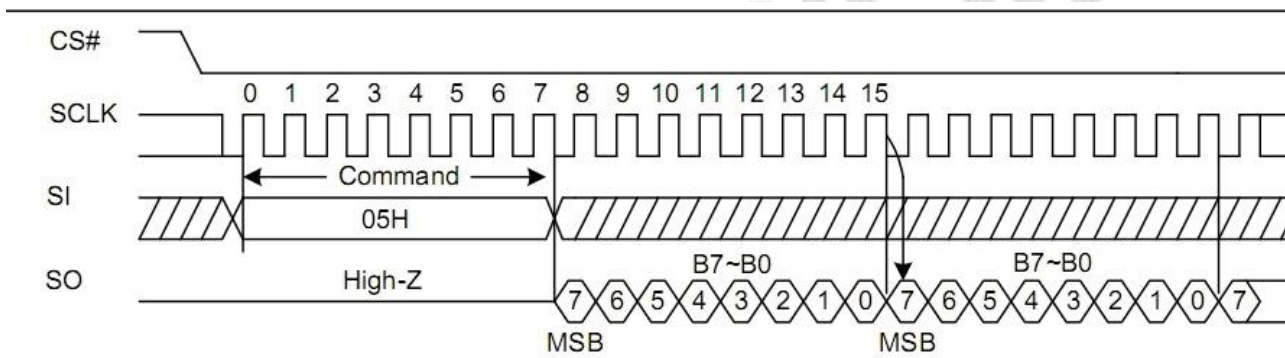 CS#
0 1 2 3 4 5 6 7 8 9 10 11 12 13 14 15
SCLK
Command
SI
05H
B7~B0 B7~B0
SO High-Z
7 6 5 4 3 2 1 0 7 6 5 4 3 2 1 0 7
MSB MSB